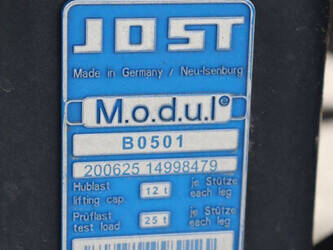 JOST
Made in Germany / Neu-Isenburg
M.o.d.u.l®
B0501
200625 14998479
Hublast 12 t je Stütze
lifting cap. each leg
Prüflast 25 t je Stütze
test load each leg